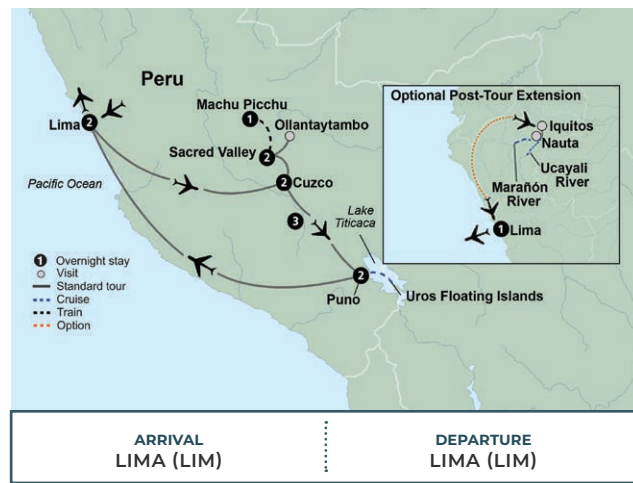 Peru
Machu Picchu
1
Ollantaytambo
Lima 2
Sacred Valley 2
2 Cuzco
Pacific Ocean
3
Lake
Titicaca
2
Puno
Uros Floating Islands
1 Overnight stay
Visit
Standard tour
Cruise
Train
Option
Optional Post-Tour Extension
Iquitos
Nauta
Ucayali
River
Marañón
River
1 Lima
ARRIVAL
LIMA (LIM)
DEPARTURE
LIMA (LIM)